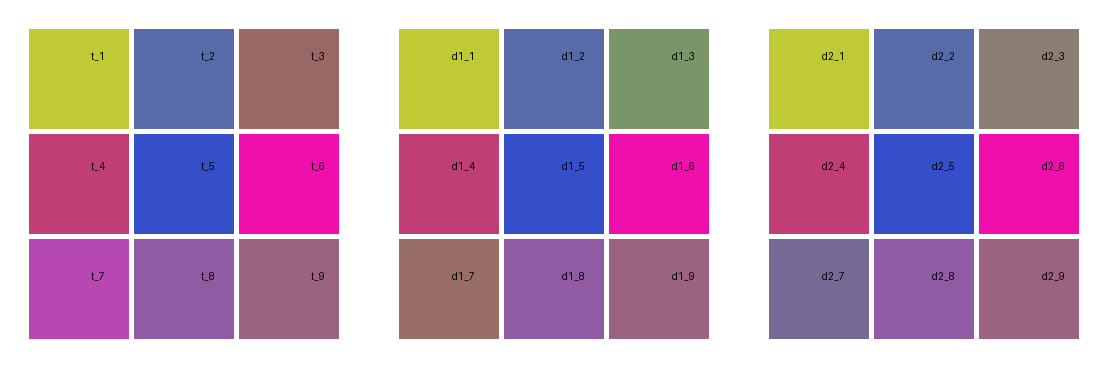 t_1 t_2 t_3 d1_1 d1_2 d1_3 d2_1 d2_2 d2_3
t_4 t_5 t_6 d1_4 d1_5 d1_6 d2_4 d2_5 d2_6
t_7 t_8 t_9 d1_7 d1_8 d1_9 d2_7 d2_8 d2_9